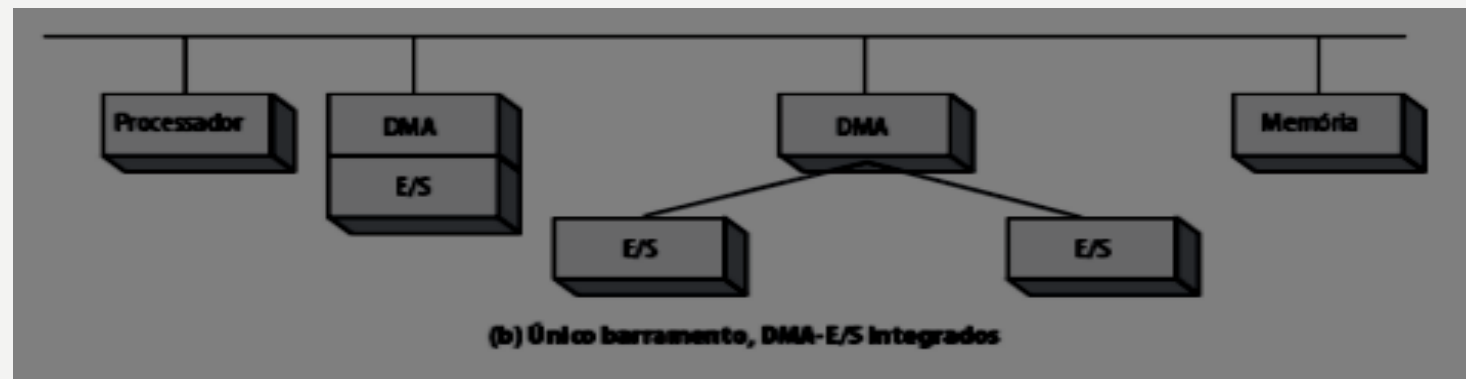 Processador
DMA
E/S
DMA
E/S
E/S
Memória
(b) Único barramento, DMA-E/S integrados